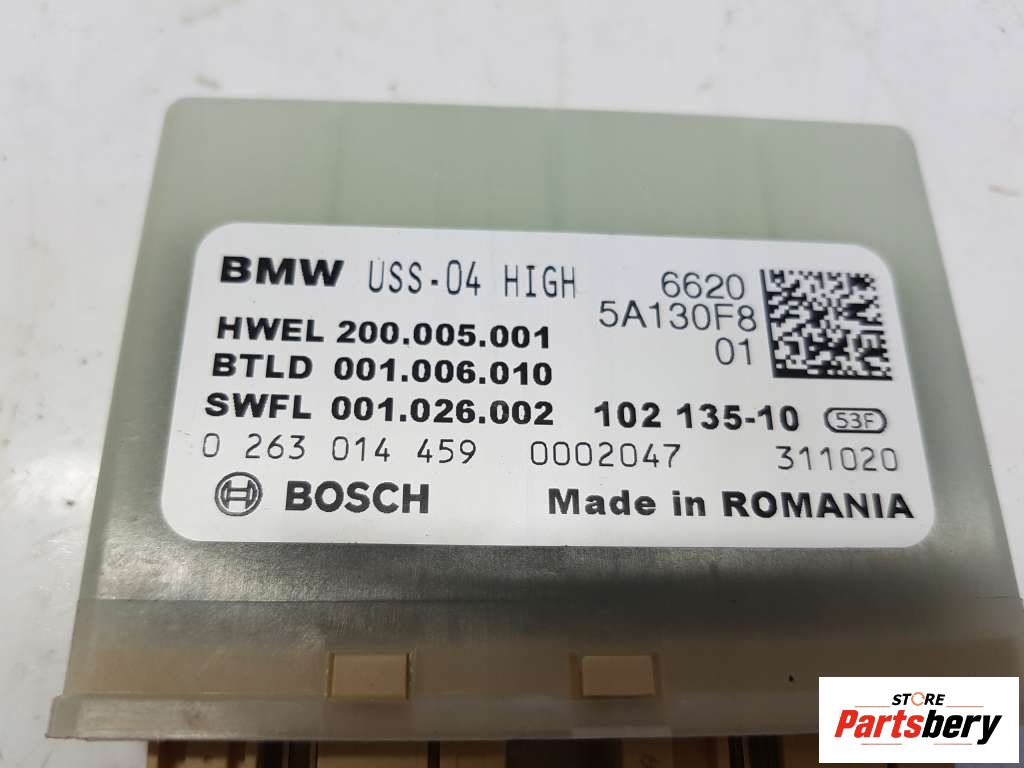 BMW USS-04 HIGH 6620
5A130F8
01
HWEL 200.005.001
BTLD 001.006.010
SWFL 001.026.002 102 135-10 S3F
0 263 014 459 0002047 311020
BOSCH Made in ROMANIA
STORE
Partsbery